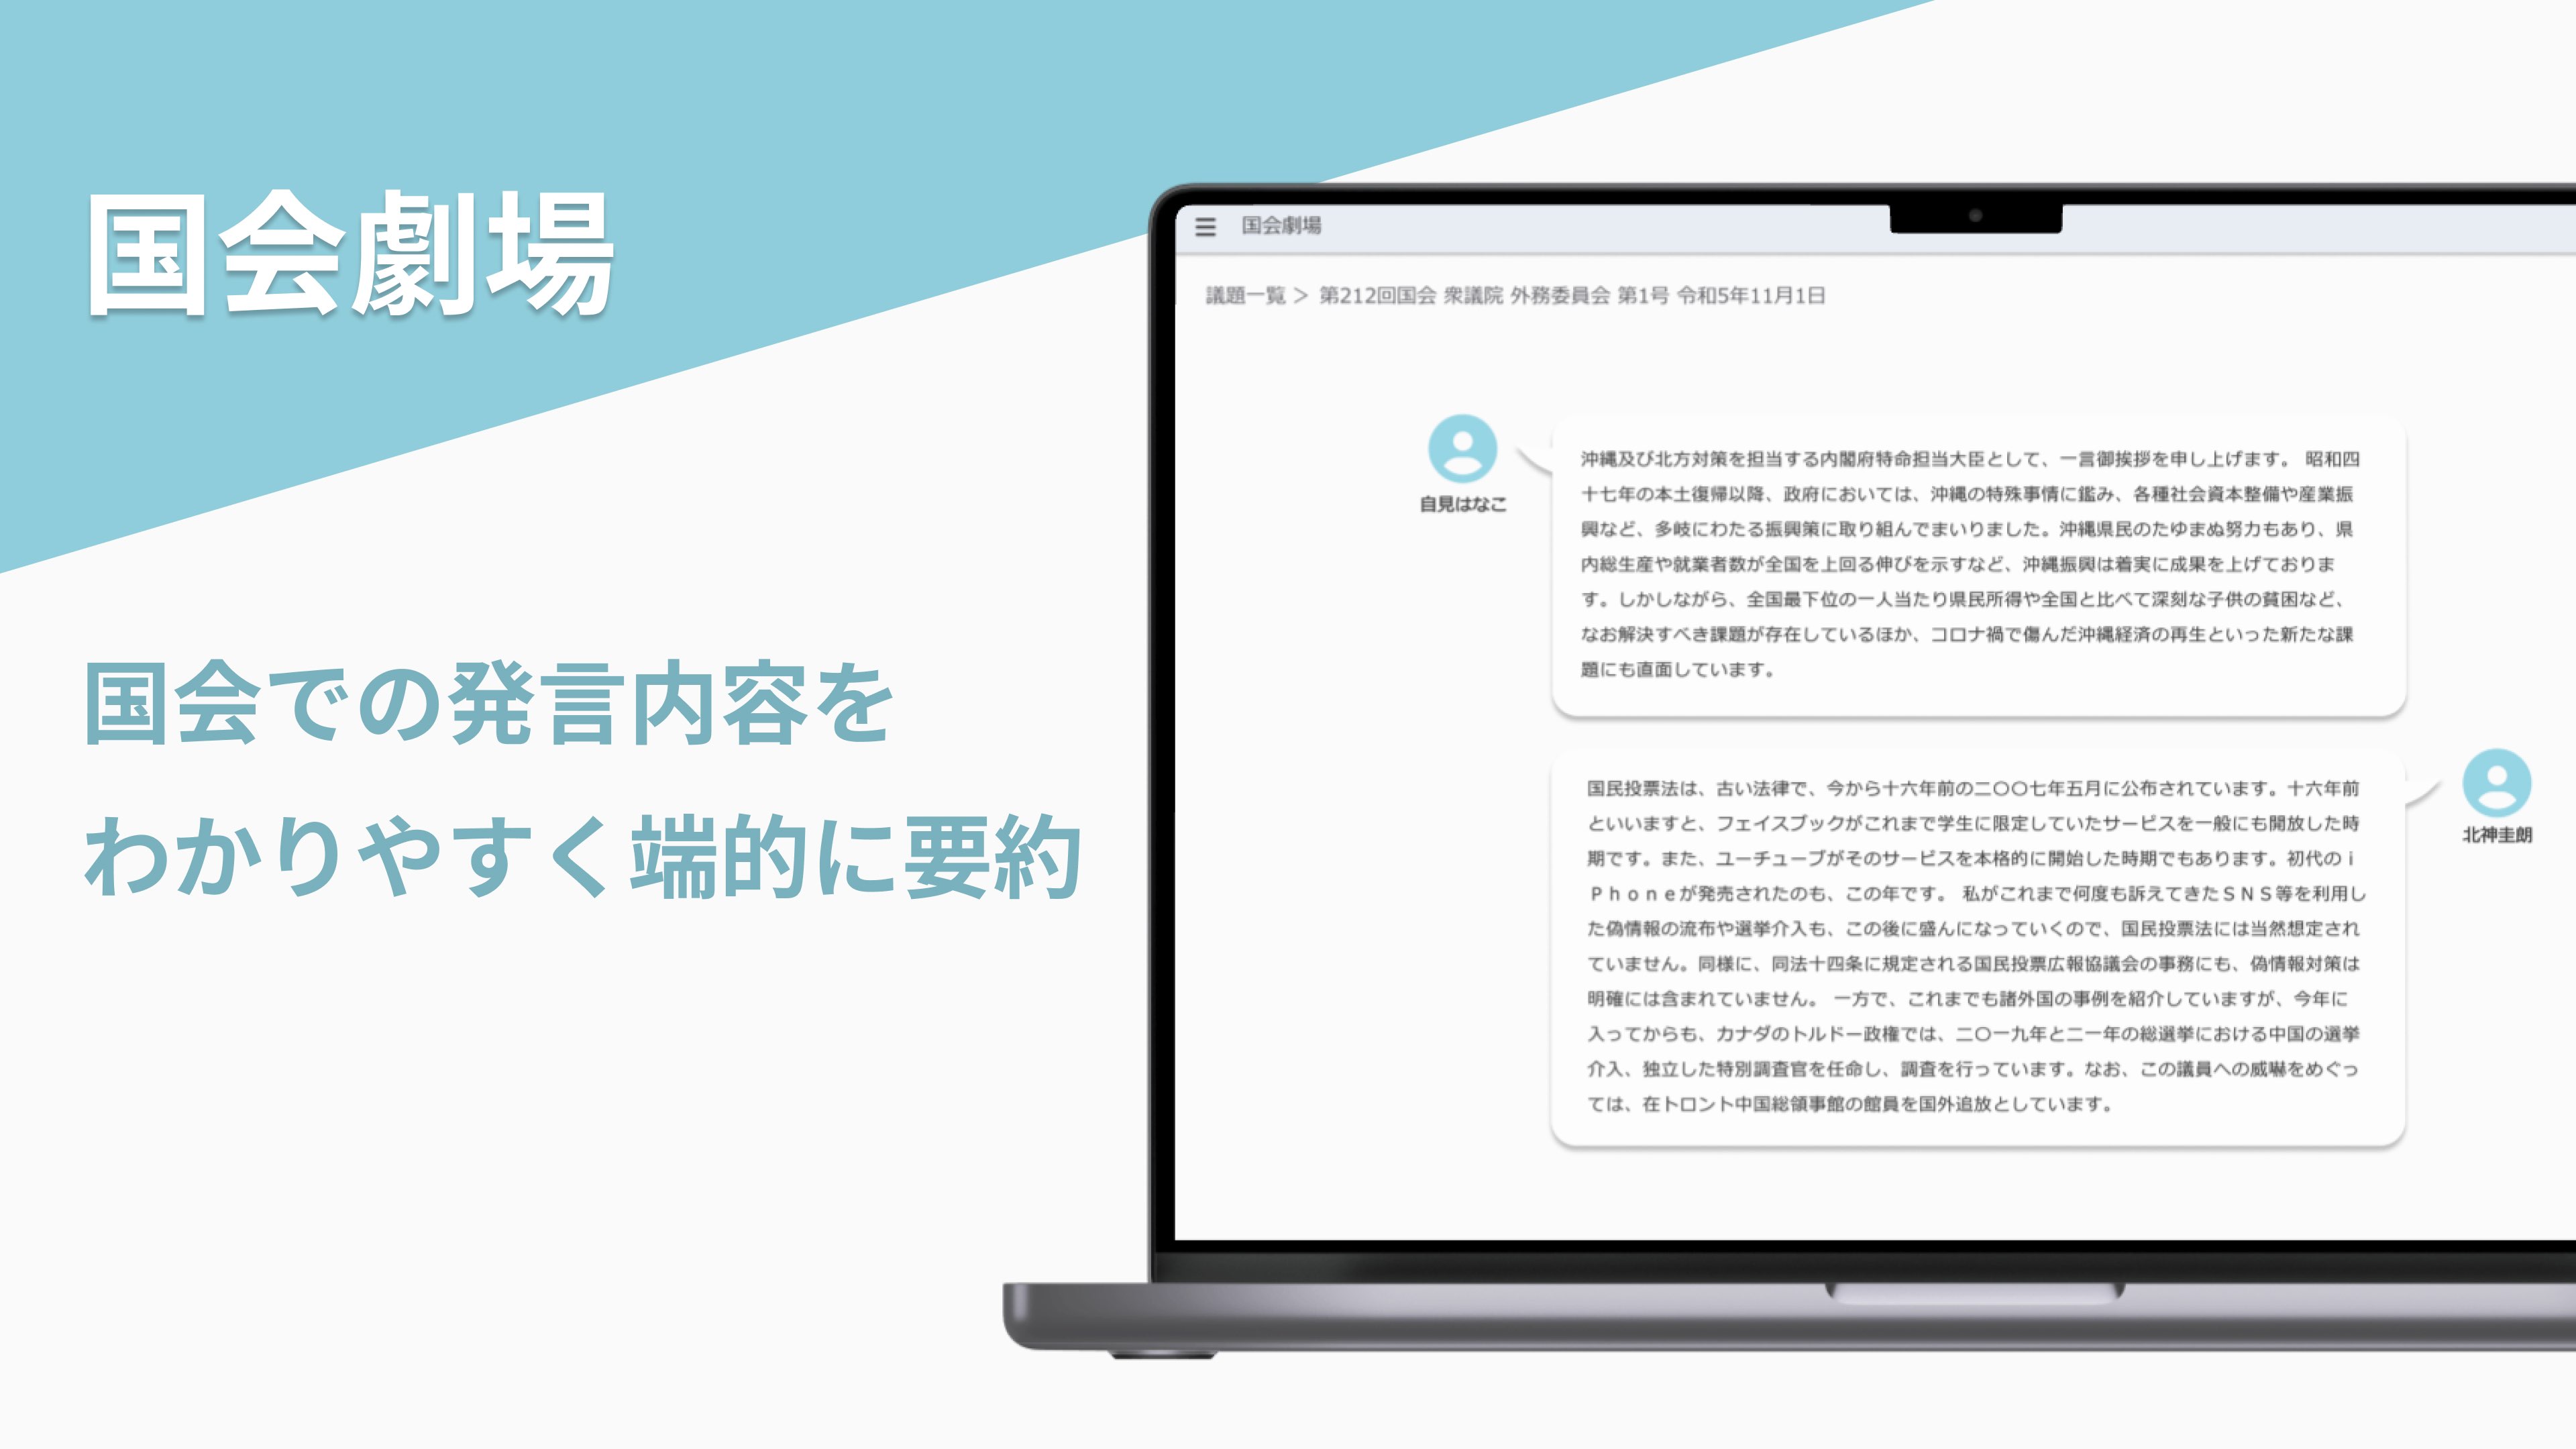 国会劇場
国会での発言内容を
わかりやすく端的に要約
国会劇場
議題一覧 > 第212回国会 衆議院 外務委員会 第1号 令和5年11月1日
自見はなこ
沖縄及び北方対策を担当する内閣府特命担当大臣として、一言御挨拶を申し上げます。 昭和四
十七年の本土復帰以降、政府においては、沖縄の特殊事情に鑑み、各種社会資本整備や産業振
興など、多岐にわたる振興策に取り組んでまいりました。沖縄県民のたゆまぬ努力もあり、県
内総生産や就業者数が全国を上回る伸びを示すなど、沖縄振興は着実に成果を上げておりま
す。しかしながら、全国最下位の一人当たり県民所得や全国と比べて深刻な子供の貧困など、
なお解決すべき課題が存在しているほか、コロナ禍で傷んだ沖縄経済の再生といった新たな課
題にも直面しています。
北神圭朗
国民投票法は、古い法律で、今から十六年前の二〇〇七年五月に公布されています。十六年前
といいますと、フェイスブックがこれまで学生に限定していたサービスを一般にも開放した時
期です。また、ユーチューブがそのサービスを本格的に開始した時期でもあります。初代のｉ
Ｐｈｏｎｅが発売されたのも、この年です。 私がこれまで何度も訴えてきたＳＮＳ等を利用し
た偽情報の流布や選挙介入も、この後に盛んになっていくので、国民投票法には当然想定され
ていません。同様に、同法十四条に規定される国民投票広報協議会の事務にも、偽情報対策は
明確には含まれていません。 一方で、これまでも諸外国の事例を紹介していますが、今年に
入ってからも、カナダのトルドー政権では、二〇一九年と二一年の総選挙における中国の選挙
介入、独立した特別調査官を任命し、調査を行っています。なお、この議員への威嚇をめぐっ
ては、在トロント中国総領事館の館員を国外追放としています。